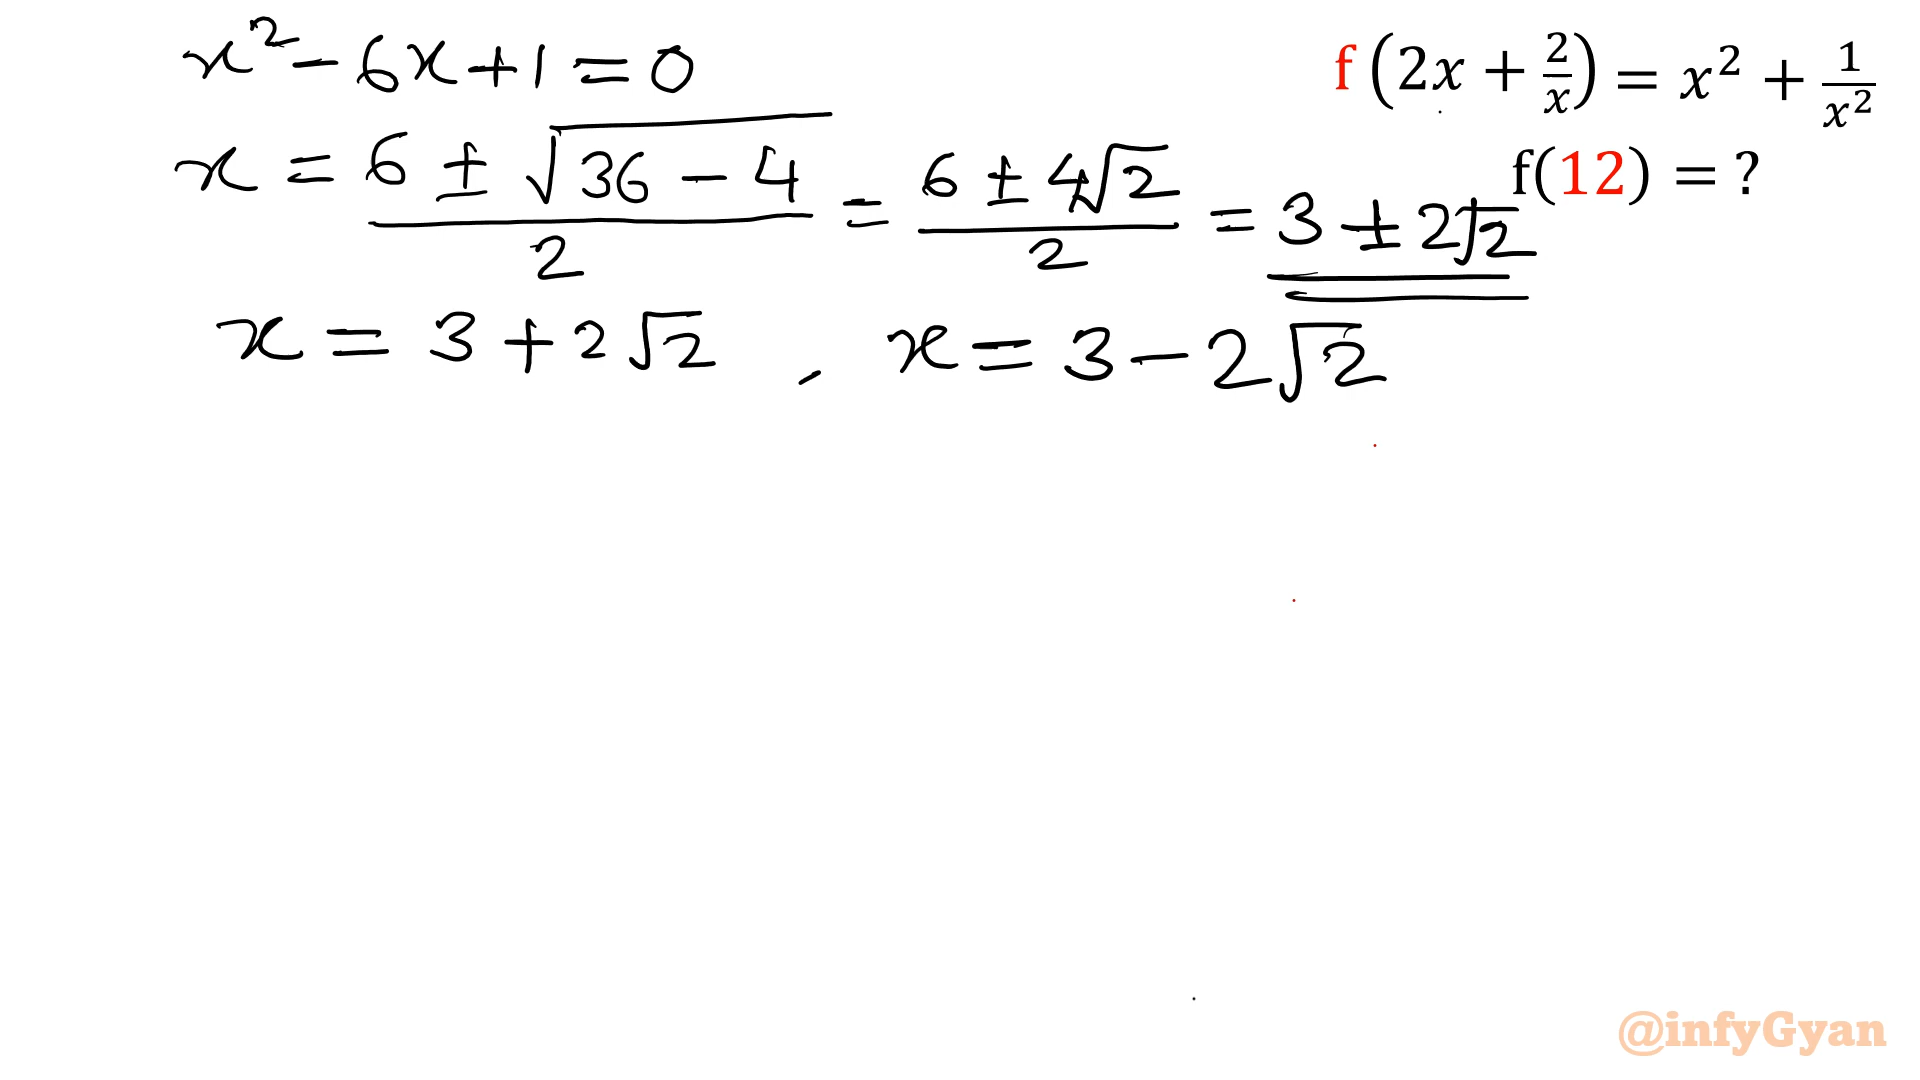 x² - 6x + 1 = 0
f(2x + 2/x) = x² + 1/x²
f(12) = ?
x = (6 ± √(36 - 4))/2 = (6 ± 4√2)/2 = 3 ± 2√2
x = 3 + 2√2 , x = 3 - 2√2
@infyGyan